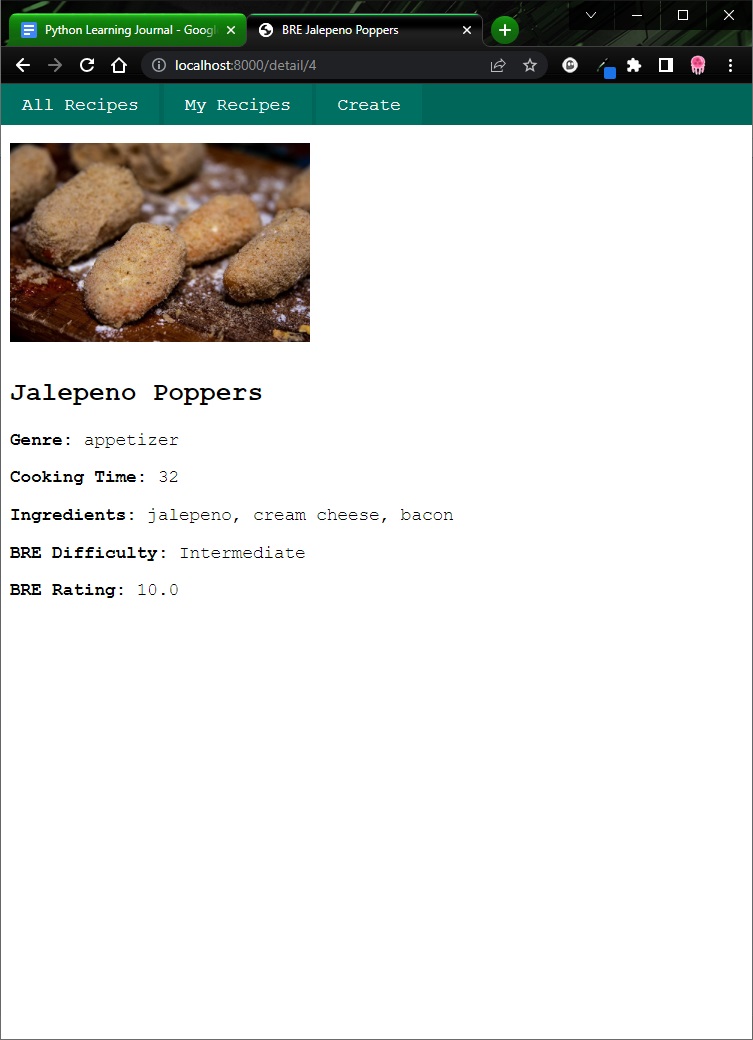 Python Learning Journal - Googl
BRE Jalepeno Poppers
localhost:8000/detail/4
All Recipes My Recipes Create
Jalepeno Poppers
Genre: appetizer
Cooking Time: 32
Ingredients: jalepeno, cream cheese, bacon
BRE Difficulty: Intermediate
BRE Rating: 10.0